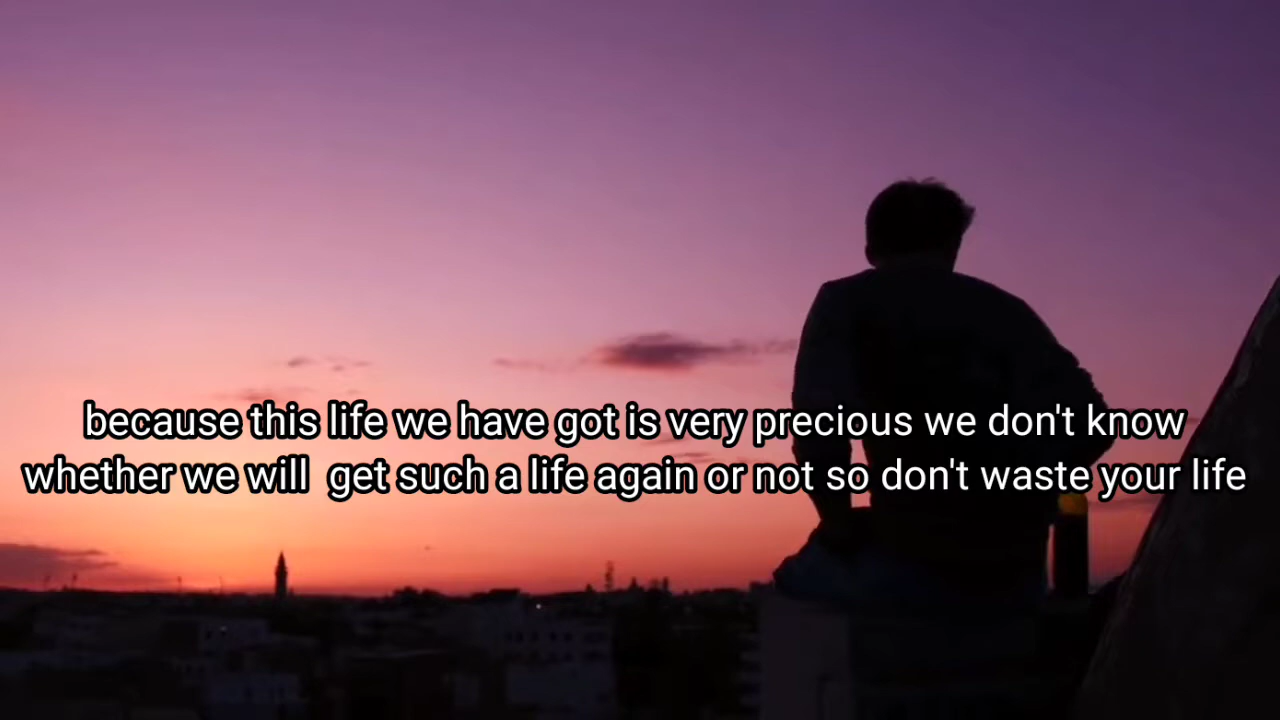 because this life we have got is very precious we don't know
whether we will  get such a life again or not so don't waste your life